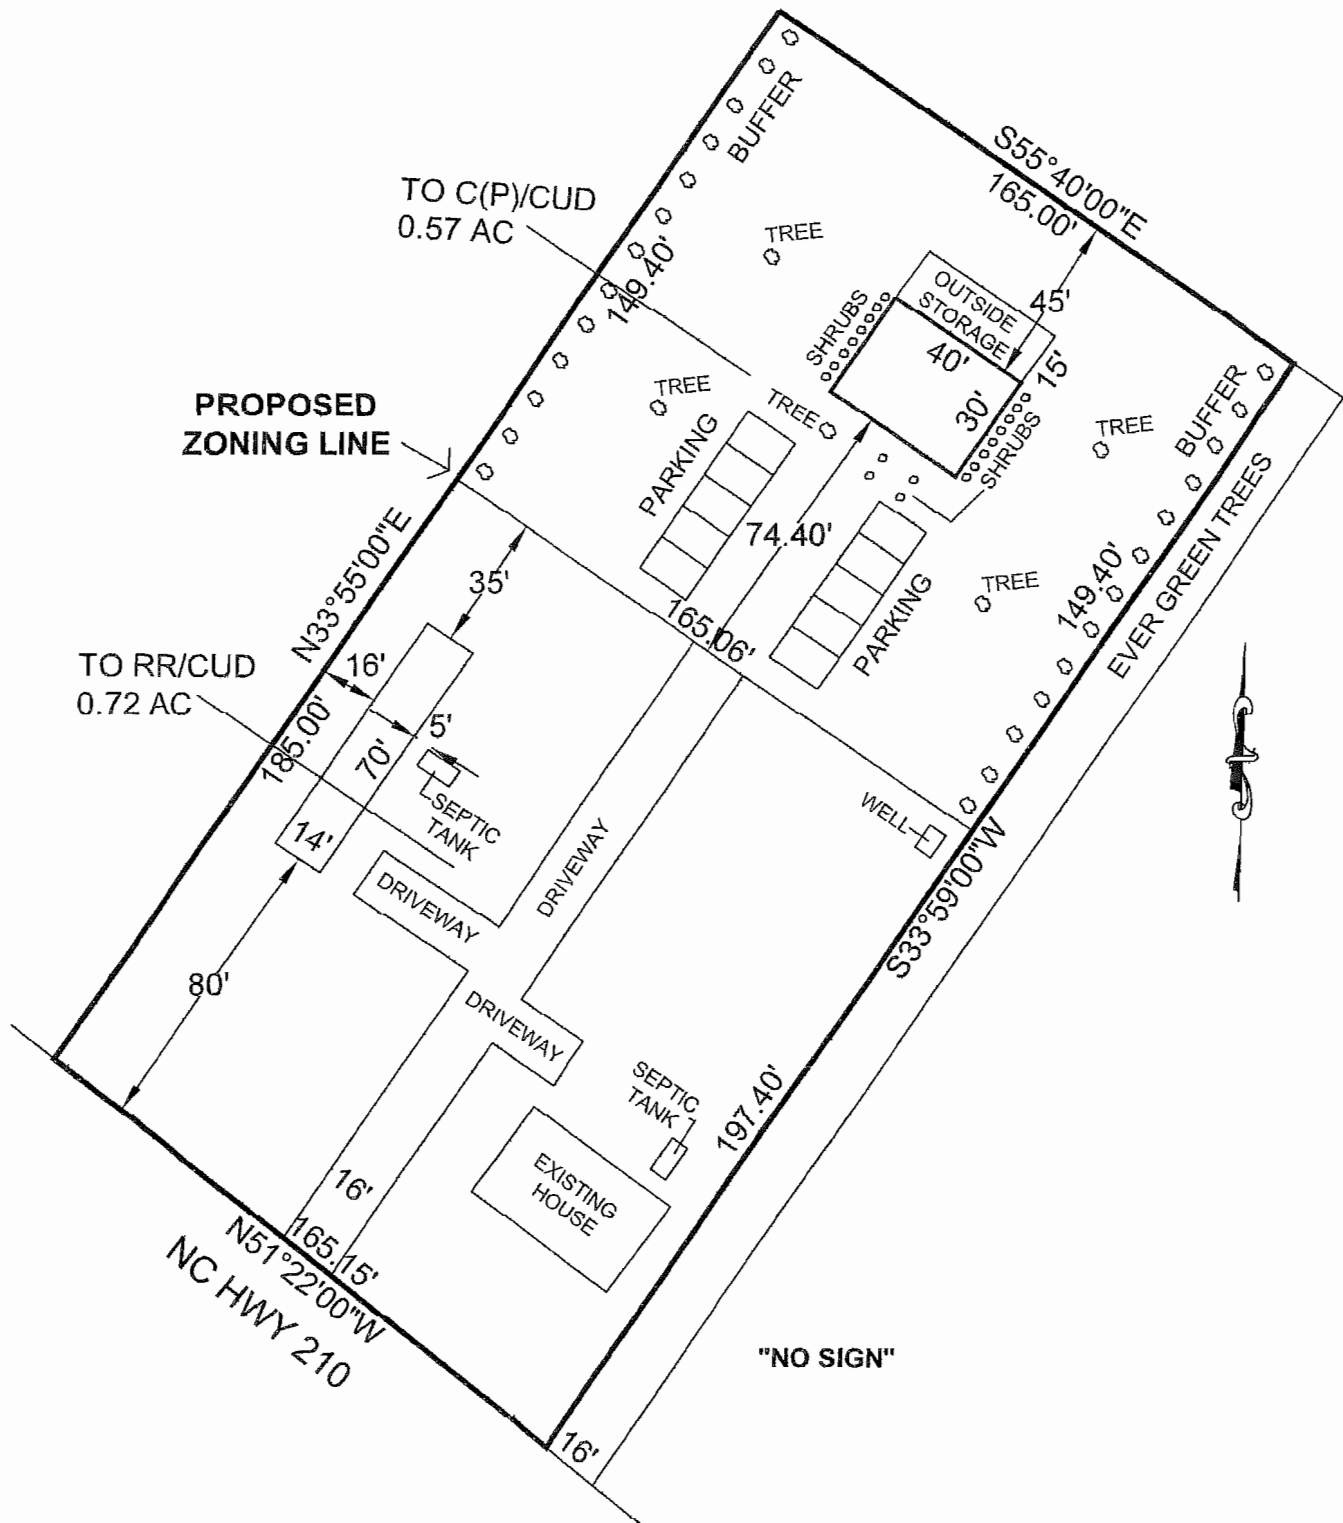 BUFFER
S55°40'00"E
165.00'
TO C(P)/CUD
0.57 AC
149.40'
TREE
OUTSIDE
STORAGE
45'
SHRUBS
40'
15'
30'
SHRUBS
TREE
TREE
TREE
BUFFER
PROPOSED
ZONING LINE
PARKING
74.40'
PARKING
TREE
149.40'
EVER GREEN TREES
N33°55'00"E
35'
165.06'
TO RR/CUD
0.72 AC
16'
185.00'
70'
5'
SEPTIC
TANK
14'
WELL
DRIVEWAY
DRIVEWAY
S33°59'00"W
80'
DRIVEWAY
SEPTIC
TANK
197.40'
EXISTING
HOUSE
16'
165.15'
N51°22'00"W
NC HWY 210
"NO SIGN"
16'